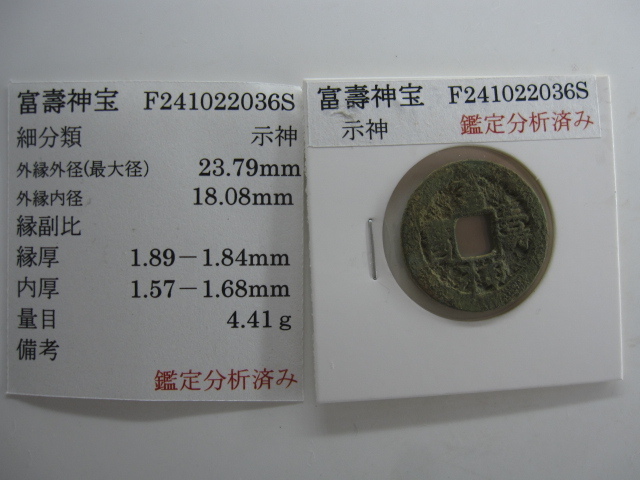 富壽神宝 F241022036S
細分類 示神
外縁外径(最大径) 23.79mm
外縁内径 18.08mm
縁副比
縁厚 1.89－1.84mm
内厚 1.57－1.68mm
量目 4.41g
備考
鑑定分析済み
富壽神宝 F241022036S
示神 鑑定分析済み